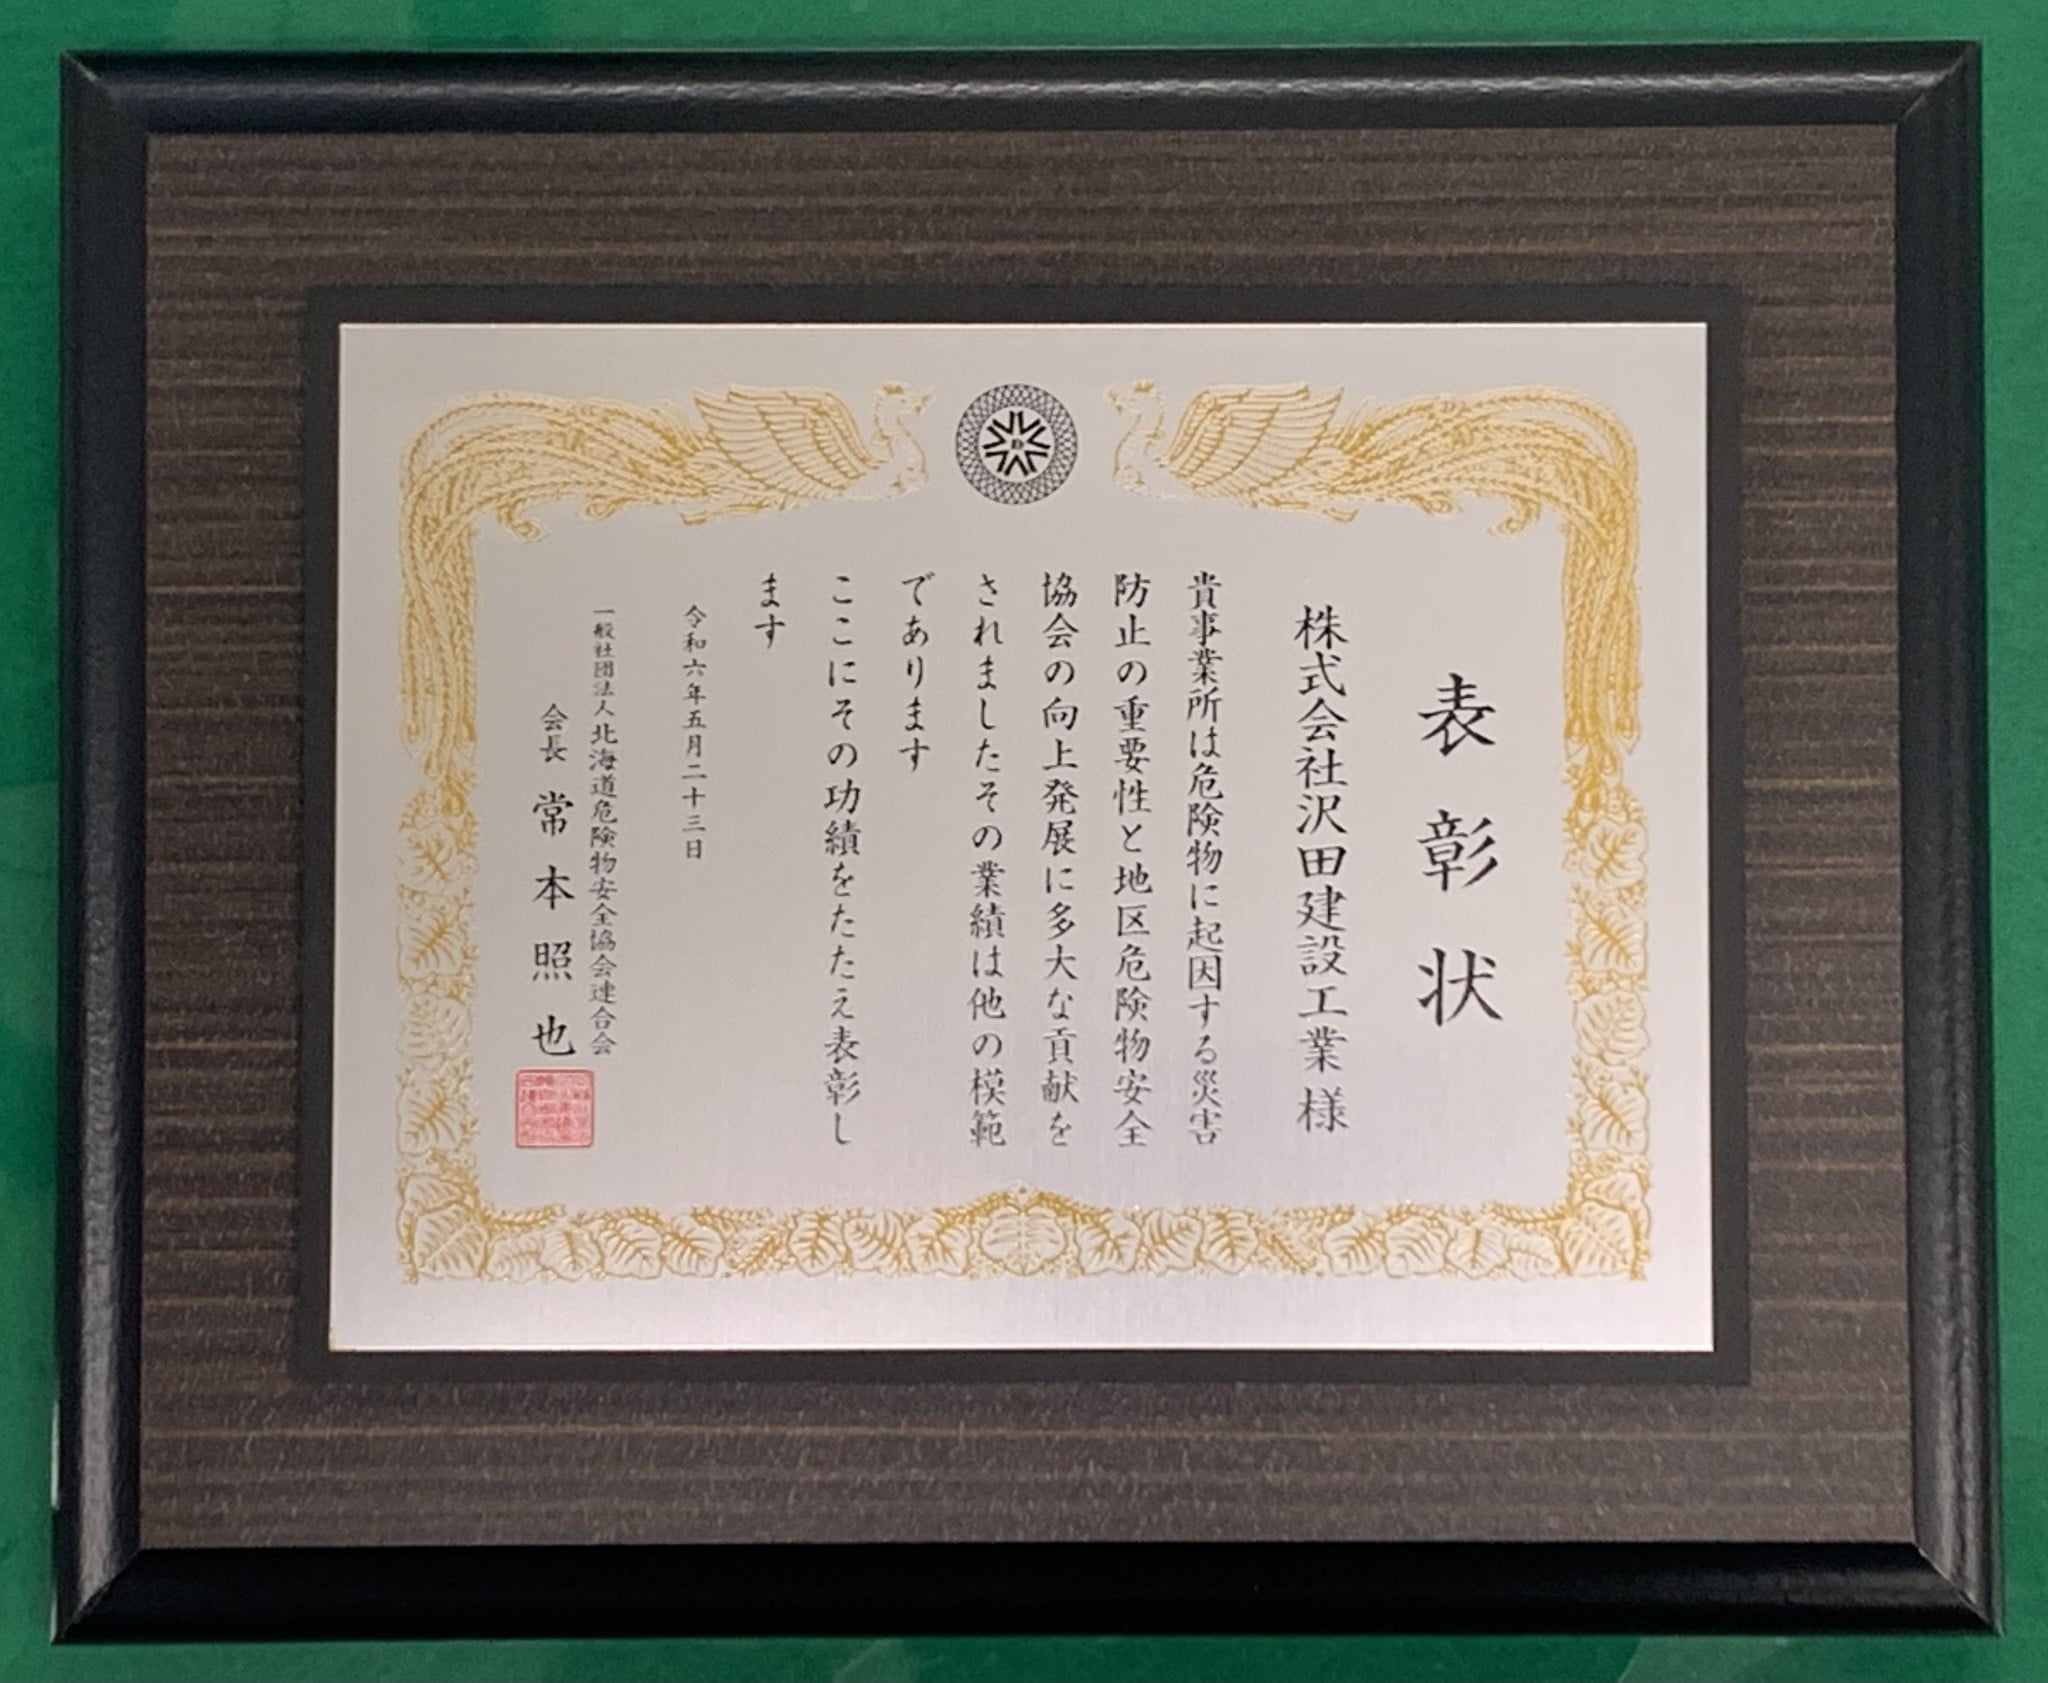 表彰状
株式会社沢田建設工業 様
貴事業所は危険物に起因する災害
防止の重要性と地区危険物安全
協会の向上発展に多大な貢献を
されましたその業績は他の模範
であります
ここにその功績をたたえ表彰し
ます
令和六年五月二十三日
一般社団法人 北海道危険物安全協会連合会
会長 常本照也